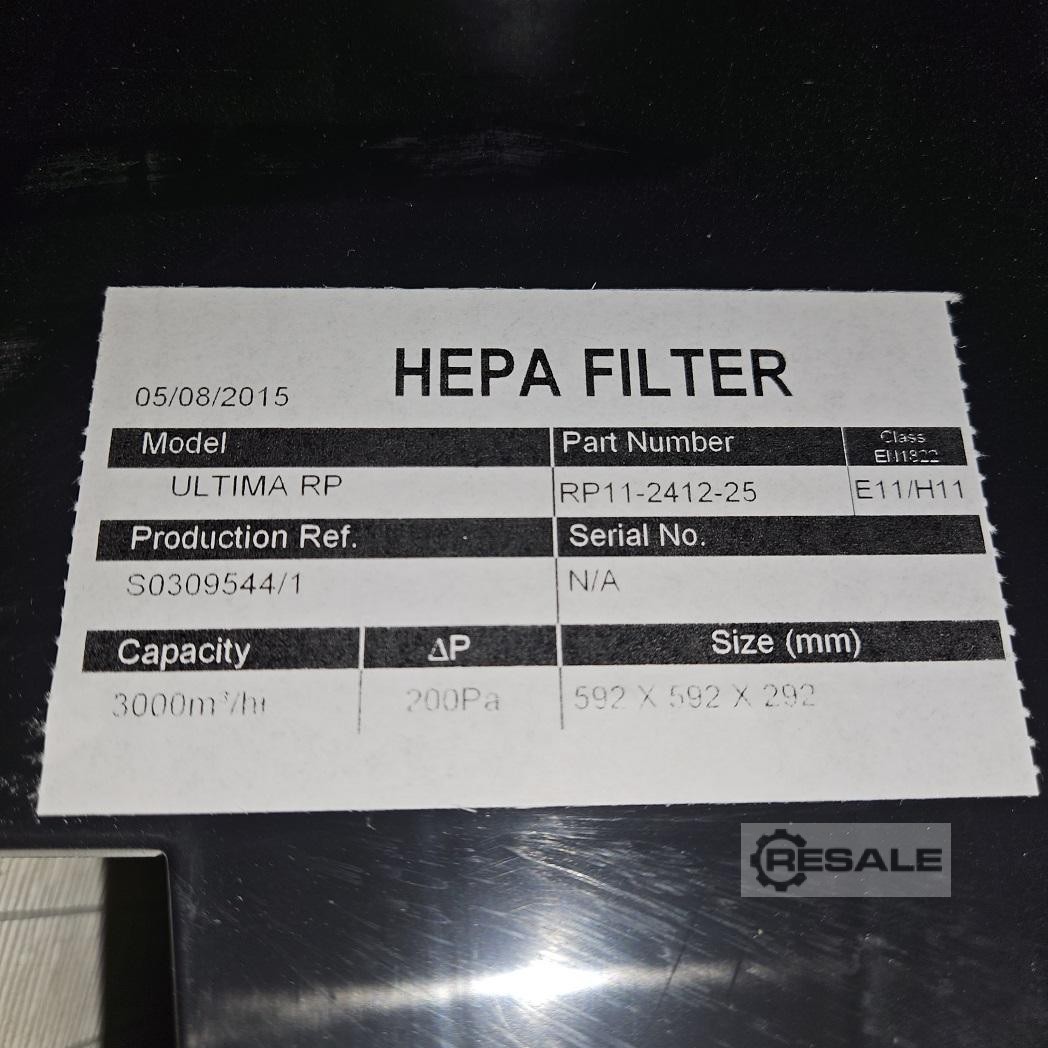 HEPA FILTER
05/08/2015
Model Part Number Class EN1822
ULTIMA RP RP11-2412-25 E11/H11
Production Ref. Serial No.
S0309544/1 N/A
Capacity ΔP Size (mm)
3000m³/hr 200Pa 592 X 592 X 292
RESALE